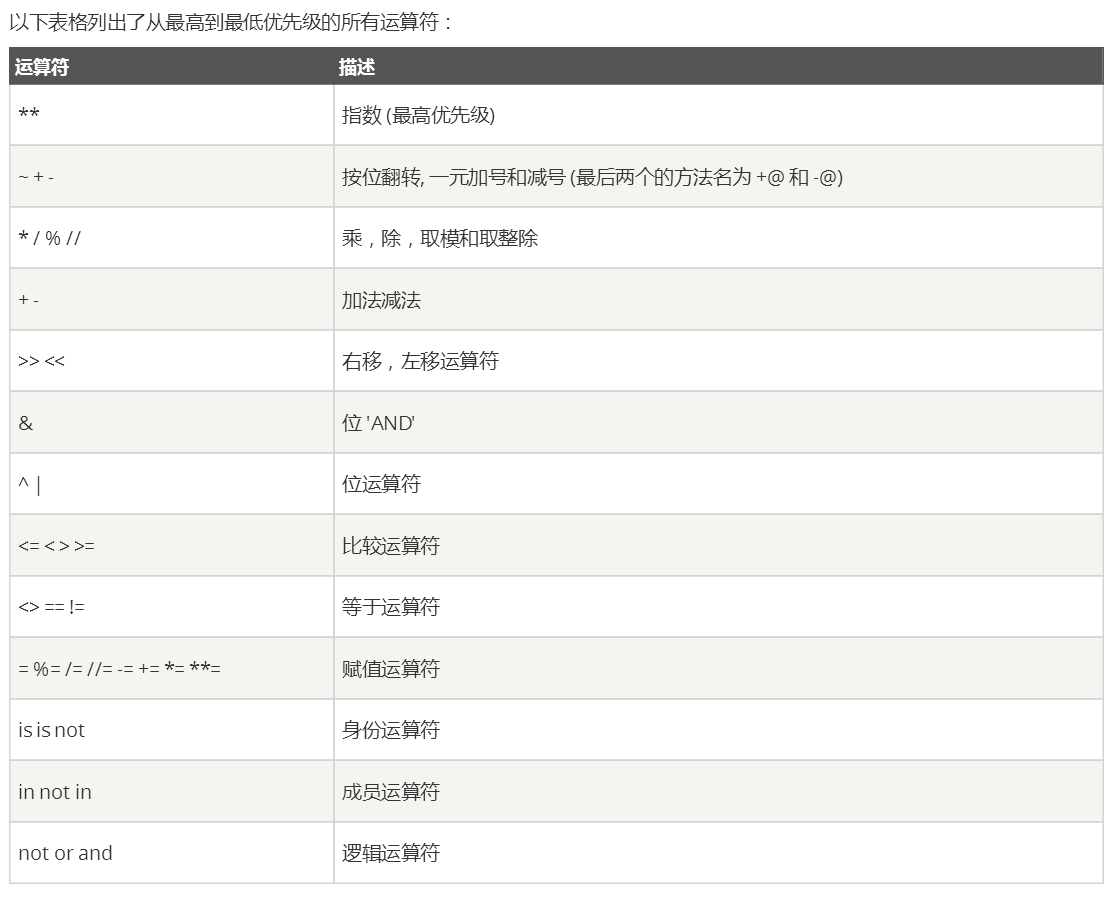 以下表格列出了从最高到最低优先级的所有运算符：
运算符 描述
** 指数 (最高优先级)
~ + - 按位翻转, 一元加号和减号 (最后两个的方法名为 +@ 和 -@)
* / % // 乘，除，取模和取整除
+ - 加法减法
>> << 右移，左移运算符
& 位 'AND'
^ | 位运算符
<= < > >= 比较运算符
<> == != 等于运算符
= %= /= //= -= += *= **= 赋值运算符
is is not 身份运算符
in not in 成员运算符
not or and 逻辑运算符